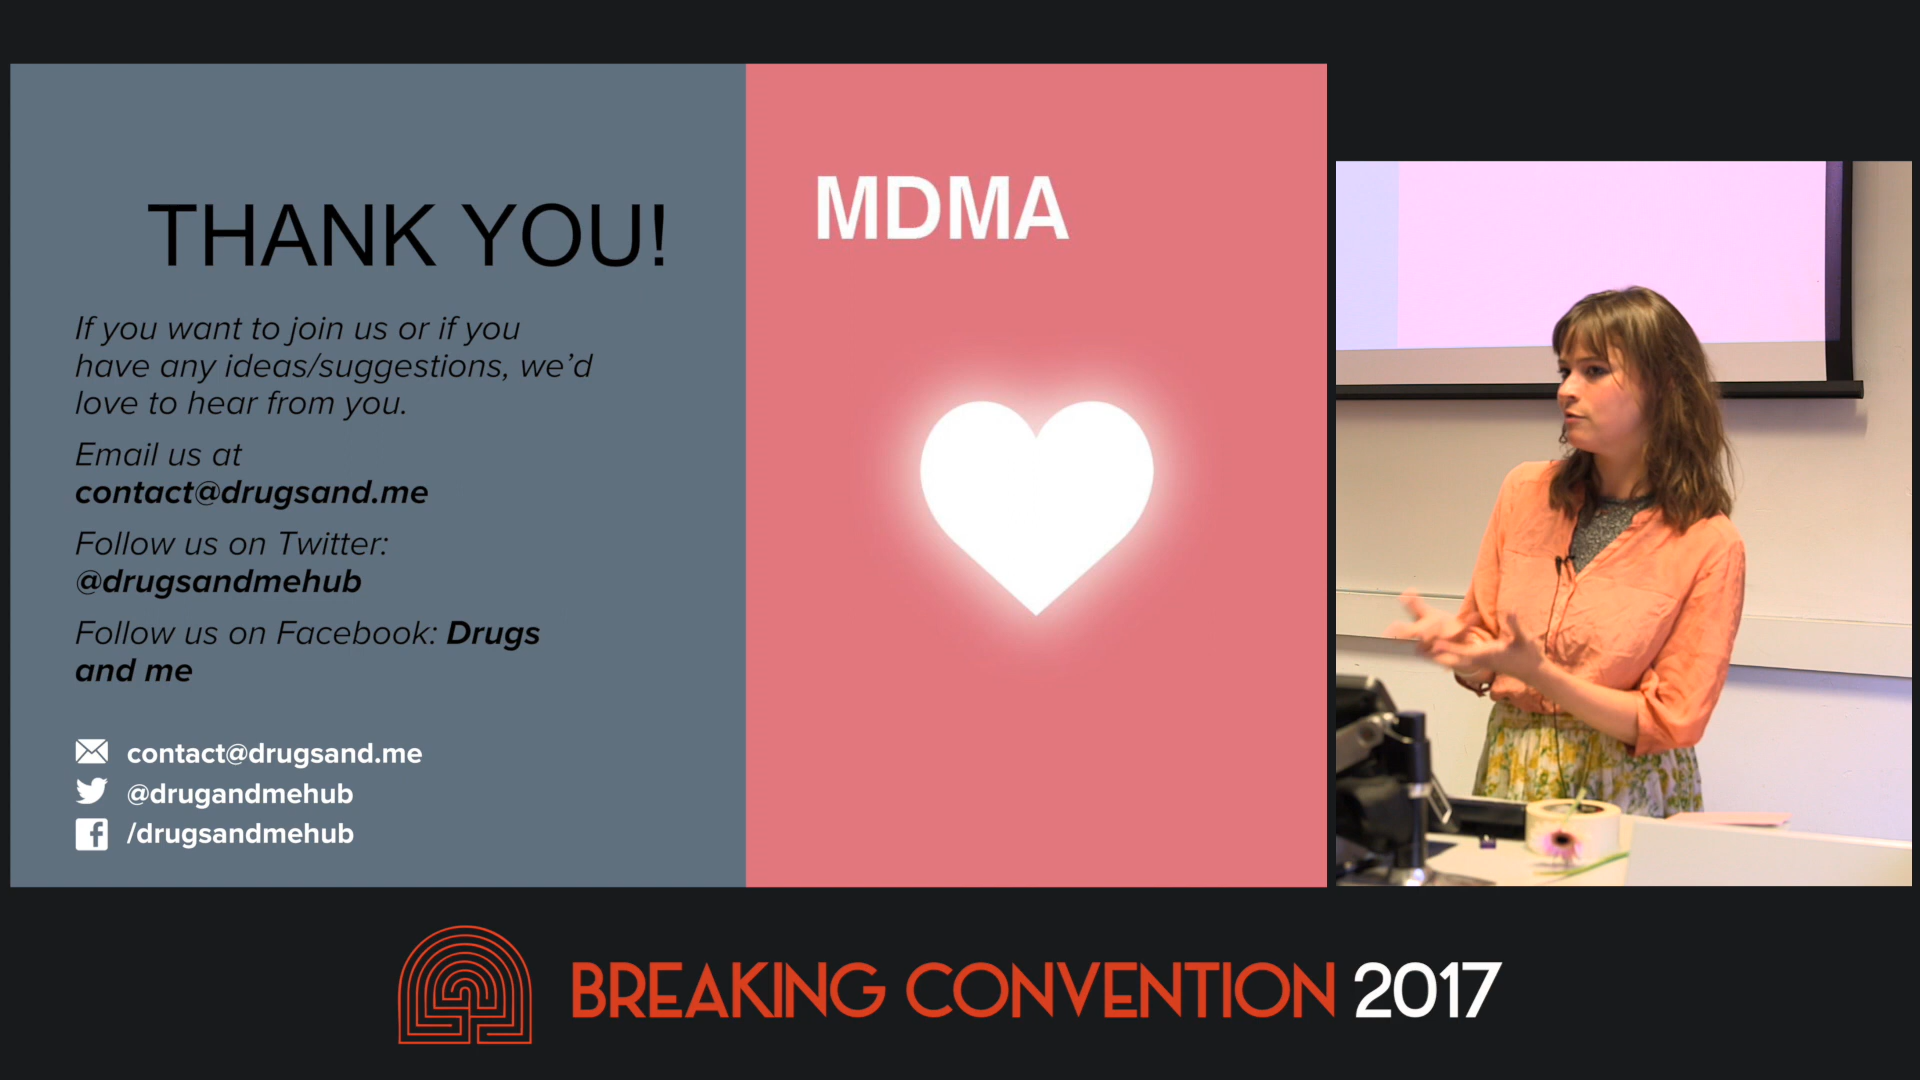 THANK YOU!
If you want to join us or if you
have any ideas/suggestions, we'd
love to hear from you.
Email us at
contact@drugsand.me
Follow us on Twitter:
@drugsandmehub
Follow us on Facebook: Drugs
and me
contact@drugsand.me
@drugandmehub
/drugsandmehub
MDMA
BREAKING CONVENTION 2017